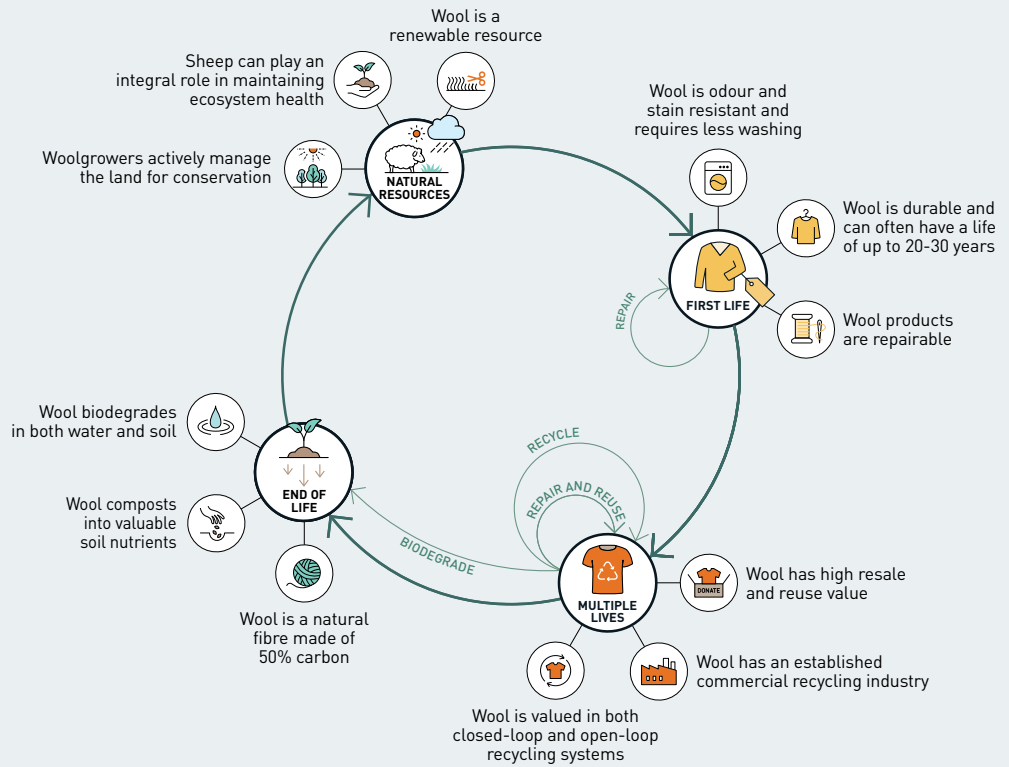 Wool is a
renewable resource
Sheep can play an
integral role in maintaining
ecosystem health
Woolgrowers actively manage
the land for conservation
NATURAL
RESOURCES
Wool is odour and
stain resistant and
requires less washing
Wool is durable and
can often have a life
of up to 20-30 years
FIRST LIFE
REPAIR
Wool products
are repairable
Wool biodegrades
in both water and soil
END OF
LIFE
Wool composts
into valuable
soil nutrients
Wool is a natural
fibre made of
50% carbon
RECYCLE
REPAIR AND REUSE
BIODEGRADE
MULTIPLE
LIVES
DONATE
Wool has high resale
and reuse value
Wool has an established
commercial recycling industry
Wool is valued in both
closed-loop and open-loop
recycling systems